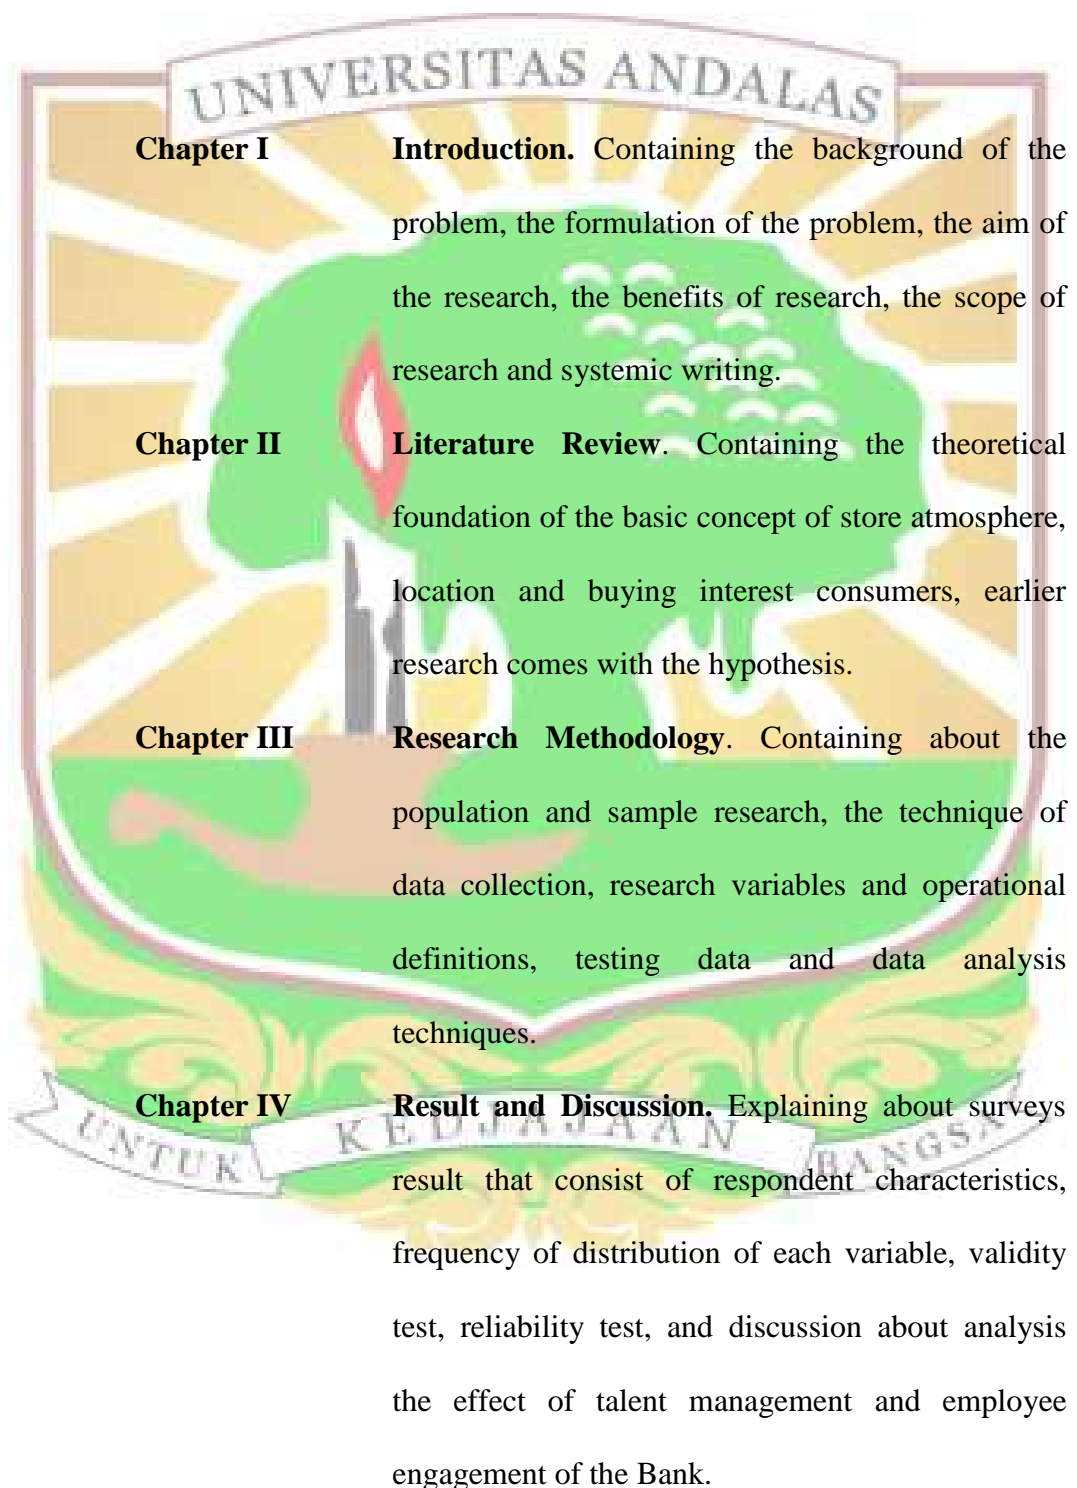 UNIVERSITAS ANDALAS
Chapter I Introduction. Containing the background of the
problem, the formulation of the problem, the aim of
the research, the benefits of research, the scope of
research and systemic writing.
Chapter II Literature Review. Containing the theoretical
foundation of the basic concept of store atmosphere,
location and buying interest consumers, earlier
research comes with the hypothesis.
Chapter III Research Methodology. Containing about the
population and sample research, the technique of
data collection, research variables and operational
definitions, testing data and data analysis
techniques.
Chapter IV Result and Discussion. Explaining about surveys
UNTUK KEDJAJAAN BANGSA
result that consist of respondent characteristics,
frequency of distribution of each variable, validity
test, reliability test, and discussion about analysis
the effect of talent management and employee
engagement of the Bank.